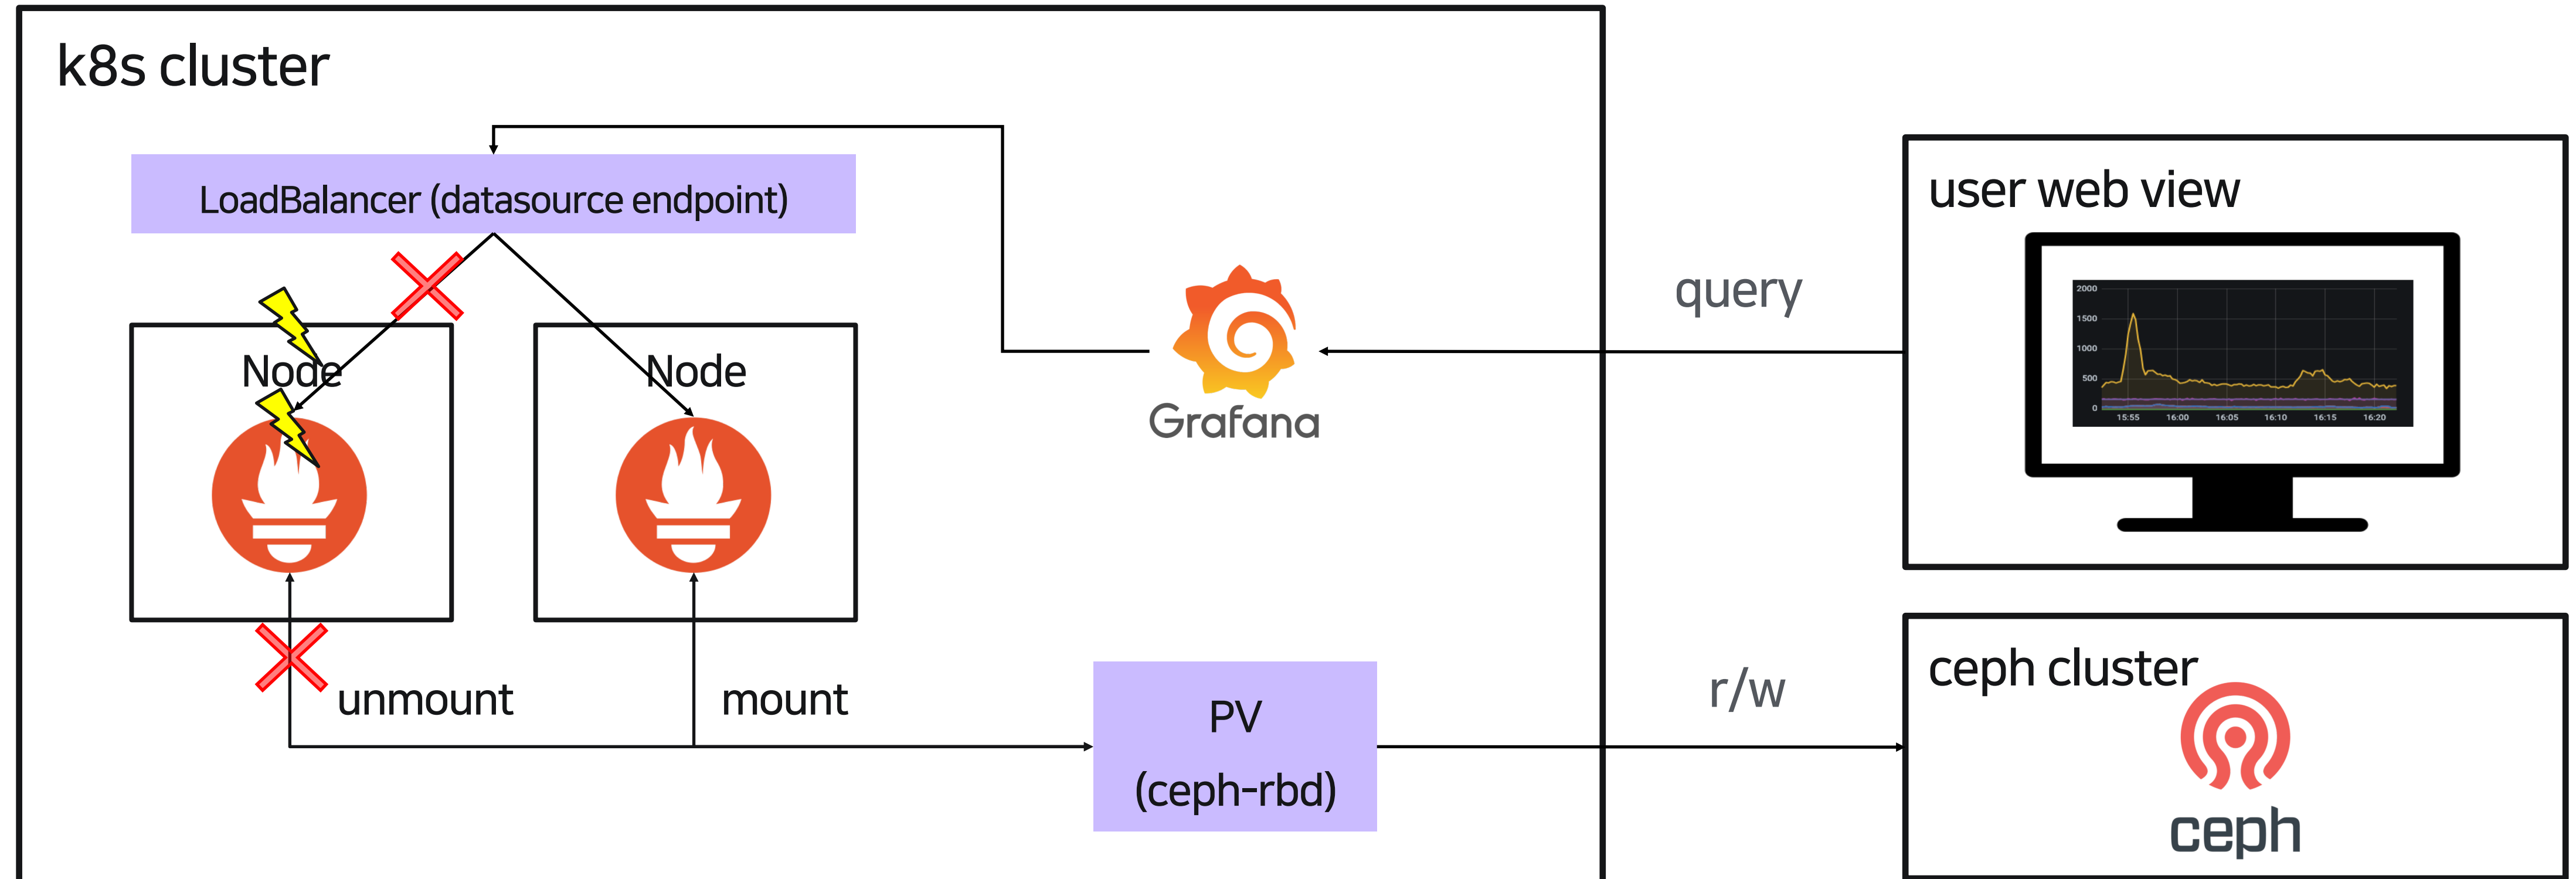 k8s cluster
LoadBalancer (datasource endpoint)
Node
Node
unmount
mount
Grafana
PV
(ceph-rbd)
query
r/w
user web view
2000
1500
1000
500
0
15:55 16:00 16:05 16:10 16:15 16:20
ceph cluster
ceph